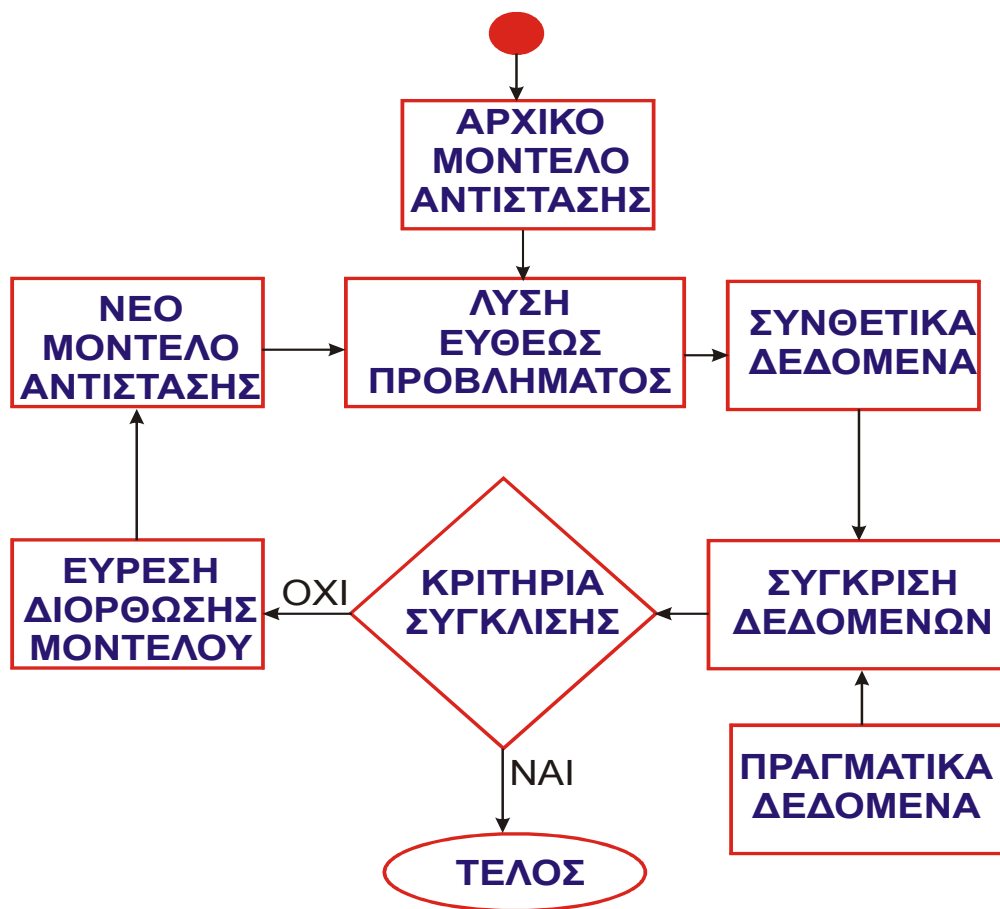 ΑΡΧΙΚΟ
ΜΟΝΤΕΛΟ
ΑΝΤΙΣΤΑΣΗΣ
ΝΕΟ
ΜΟΝΤΕΛΟ
ΑΝΤΙΣΤΑΣΗΣ
ΛΥΣΗ
ΕΥΘΕΩΣ
ΠΡΟΒΛΗΜΑΤΟΣ
ΣΥΝΘΕΤΙΚΑ
ΔΕΔΟΜΕΝΑ
ΕΥΡΕΣΗ
ΔΙΟΡΘΩΣΗΣ
ΜΟΝΤΕΛΟΥ
ΟΧΙ
ΚΡΙΤΗΡΙΑ
ΣΥΓΚΛΙΣΗΣ
ΣΥΓΚΡΙΣΗ
ΔΕΔΟΜΕΝΩΝ
ΝΑΙ
ΠΡΑΓΜΑΤΙΚΑ
ΔΕΔΟΜΕΝΑ
ΤΕΛΟΣ